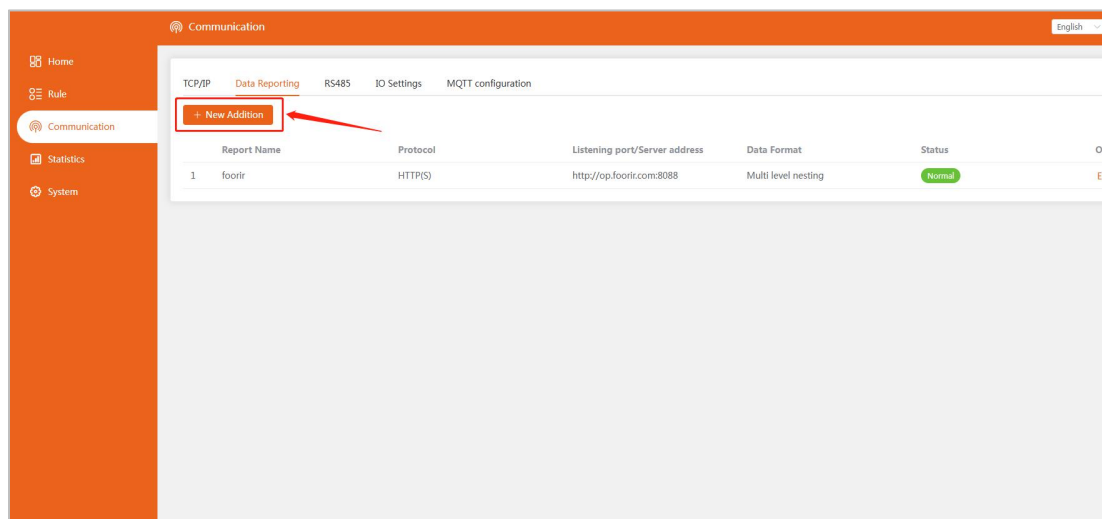 Communication
English
Home
Rule
Communication
Statistics
System
TCP/IP Data Reporting RS485 IO Settings MQTT configuration
+ New Addition
Report Name Protocol Listening port/Server address Data Format Status
1 foorir HTTP(S) http://op.foorir.com:8088 Multi level nesting Normal